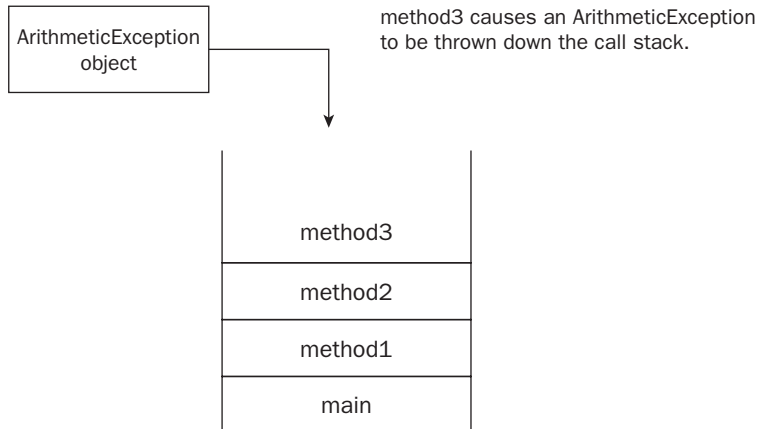 ArithmeticException
object
method3 causes an ArithmeticException
to be thrown down the call stack.
method3
method2
method1
main